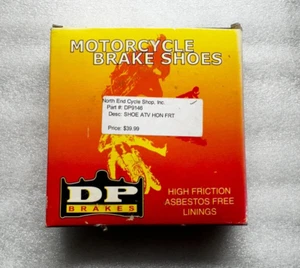 MOTORCYCLE
BRAKE SHOES
North End Cycle Shop, Inc.
Part #: DP9146
Desc: SHOE ATV HON FRT
Price: $39.99
DP
BRAKES
HIGH FRICTION
ASBESTOS FREE
LININGS